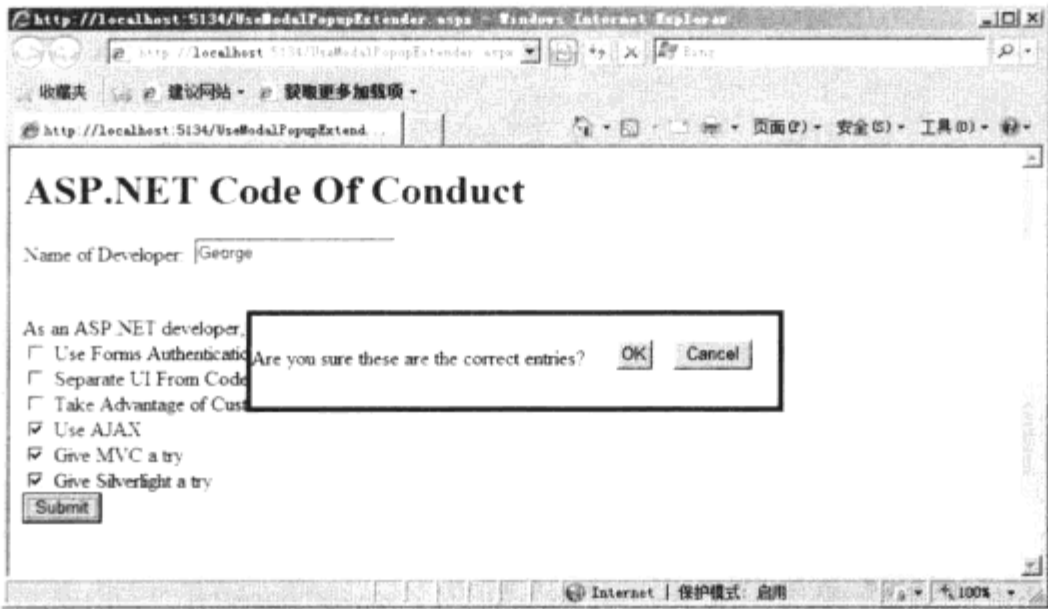 http://localhost:5134/UseModalPopupExtender.aspx - Windows Internet Explorer
http://localhost:5134/UseModalPopupExtender.aspx
Bing
收藏夹 建议网站 获取更多加载项
http://localhost:5134/UseModalPopupExtend...
页面(P) 安全(S) 工具(O)
ASP.NET Code Of Conduct
Name of Developer: George
As an ASP.NET developer,
Use Forms Authenticatio
Separate UI From Code
Take Advantage of Cust
Are you sure these are the correct entries? OK Cancel
Use AJAX
Give MVC a try
Give Silverlight a try
Submit
Internet | 保护模式: 启用 100%